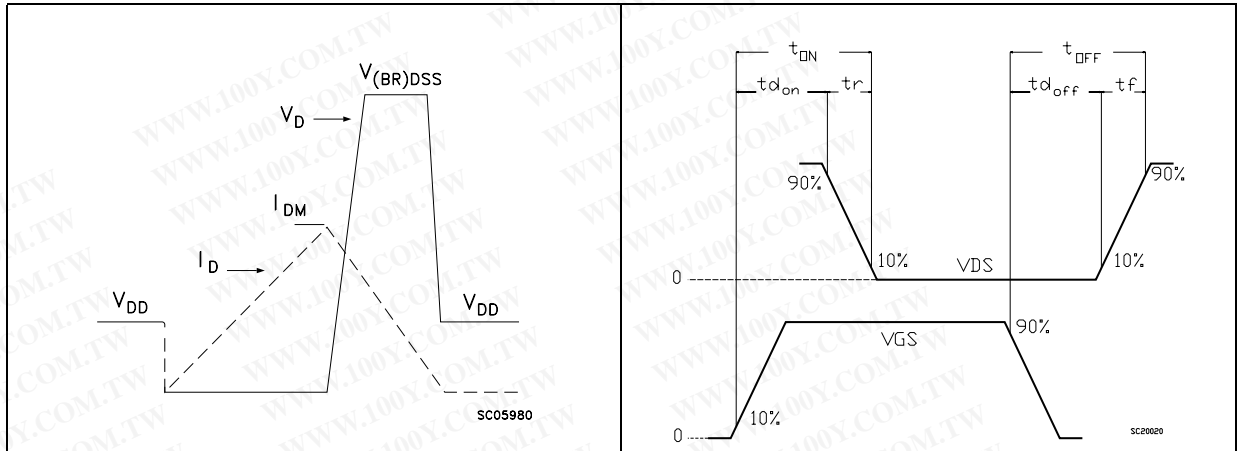 V(BR)DSS
VD
IDM
ID
VDD
VDD
SC05980
tON
tOFF
tdon
tr
tdoff
tf
90%
90%
10%
10%
0
VDS
90%
VGS
10%
0
SC20020
WWW.100Y.COM.TW